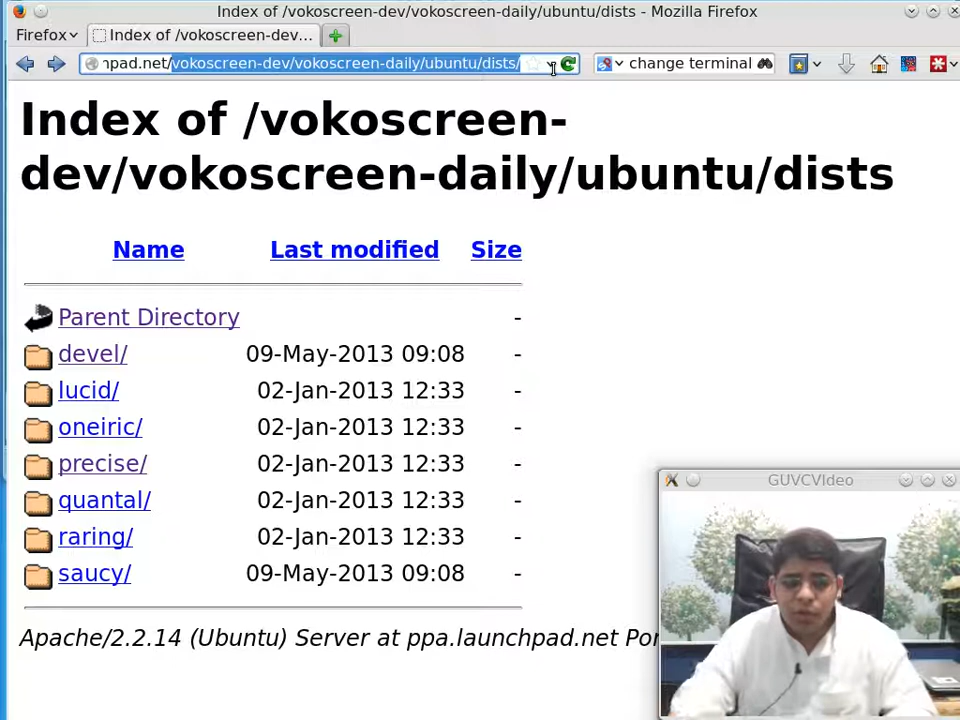 Index of /vokoscreen-dev/vokoscreen-daily/ubuntu/dists - Mozilla Firefox
Firefox
Index of /vokoscreen-dev...
npad.net/vokoscreen-dev/vokoscreen-daily/ubuntu/dists/ change terminal
Index of /vokoscreen-
dev/vokoscreen-daily/ubuntu/dists
Name Last modified Size
Parent Directory -
devel/ 09-May-2013 09:08 -
lucid/ 02-Jan-2013 12:33 -
oneiric/ 02-Jan-2013 12:33 -
precise/ 02-Jan-2013 12:33 -
quantal/ 02-Jan-2013 12:33 -
raring/ 02-Jan-2013 12:33 -
saucy/ 09-May-2013 09:08 -
Apache/2.2.14 (Ubuntu) Server at ppa.launchpad.net Por
GUVCVIdeo